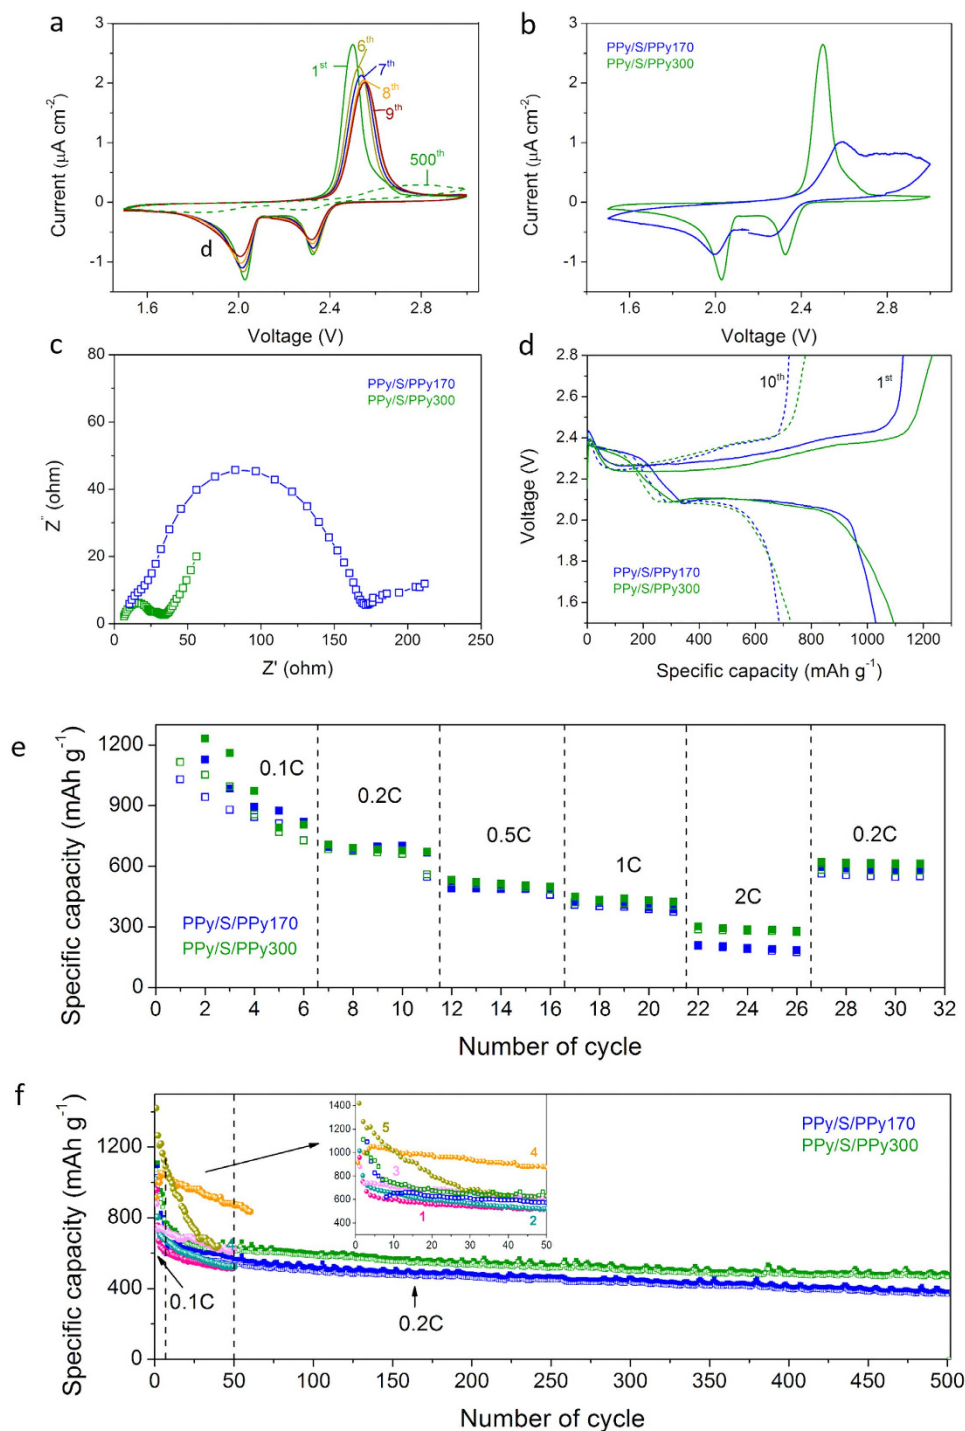 a
3
2
1
0
-1
Current (µA cm⁻²)
1st
6th
7th
8th
9th
500th
d
1.6 2.0 2.4 2.8
Voltage (V)
b
PPy/S/PPy170
PPy/S/PPy300
3
2
1
0
-1
Current (µA cm⁻²)
1.6 2.0 2.4 2.8
Voltage (V)
c
80
60
40
20
0
Z'' (ohm)
PPy/S/PPy170
PPy/S/PPy300
0 50 100 150 200 250
Z' (ohm)
d
2.8
2.4
2.0
1.6
Voltage (V)
10th 1st
PPy/S/PPy170
PPy/S/PPy300
0 200 400 600 800 1000 1200
Specific capacity (mAh g⁻¹)
e
1200
900
600
300
0
Specific capacity (mAh g⁻¹)
0.1C
0.2C
0.5C
1C
2C
0.2C
PPy/S/PPy170
PPy/S/PPy300
0 2 4 6 8 10 12 14 16 18 20 22 24 26 28 30 32
Number of cycle
f
1600
1200
800
400
0
Specific capacity (mAh g⁻¹)
PPy/S/PPy170
PPy/S/PPy300
1400
1200
1000
800
600
400
5
4
3
1
2
0 10 20 30 40 50
0.1C
0.2C
0 50 100 150 200 250 300 350 400 450 500
Number of cycle